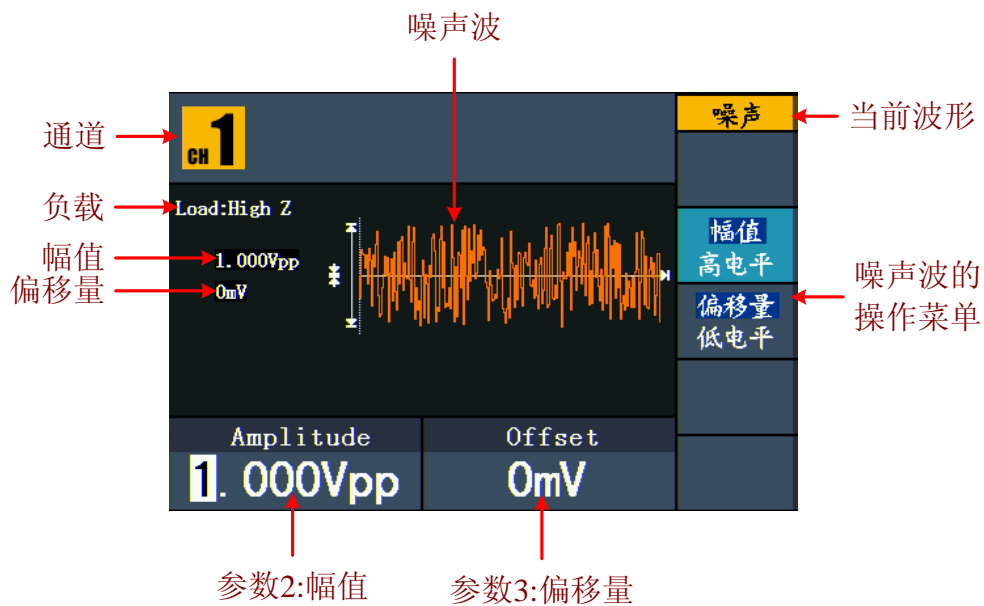 噪声波
通道
CH 1
噪声
当前波形
负载
Load:High Z
幅值
1.000Vpp
偏移量
0mV
幅值
高电平
偏移量
低电平
噪声波的
操作菜单
Amplitude
Offset
1.000Vpp
0mV
参数2:幅值
参数3:偏移量